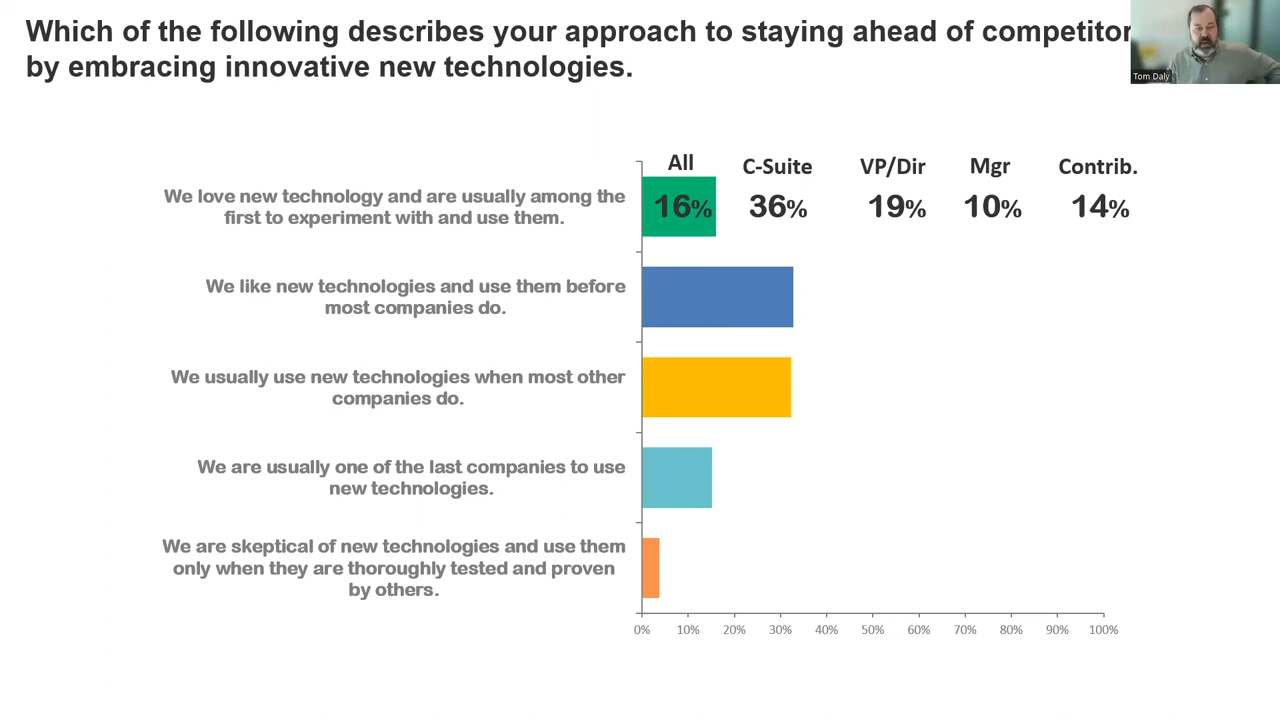 Which of the following describes your approach to staying ahead of competitor
by embracing innovative new technologies.
Tom Daly
All C-Suite VP/Dir Mgr Contrib.
We love new technology and are usually among the
first to experiment with and use them.
16% 36% 19% 10% 14%
We like new technologies and use them before
most companies do.
We usually use new technologies when most other
companies do.
We are usually one of the last companies to use
new technologies.
We are skeptical of new technologies and use them
only when they are thoroughly tested and proven
by others.
0% 10% 20% 30% 40% 50% 60% 70% 80% 90% 100%